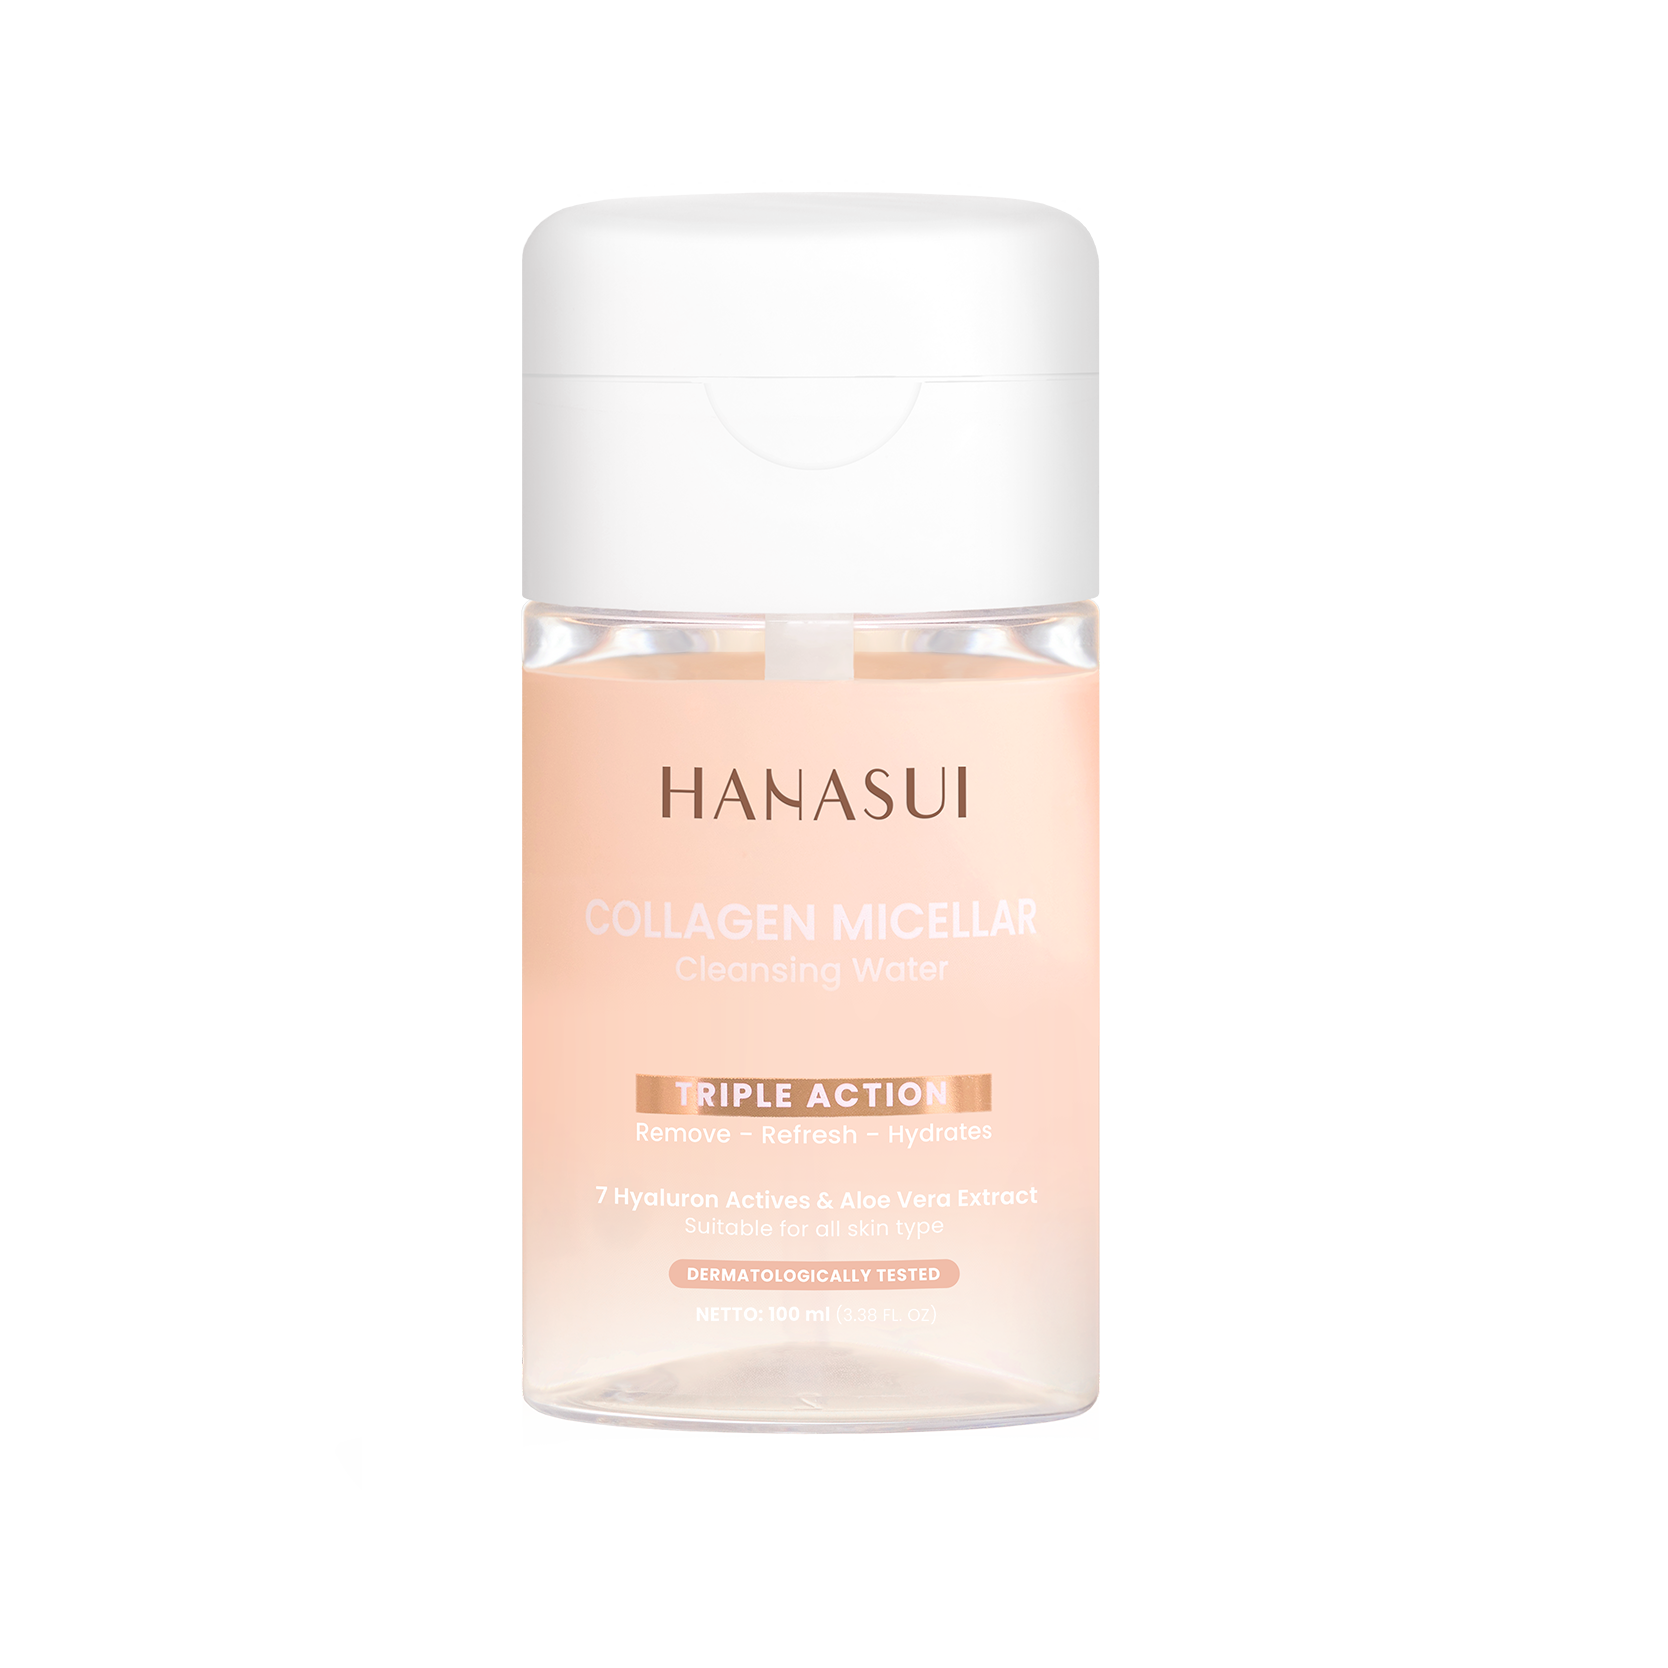 HANASUI
COLLAGEN MICELLAR
Cleansing Water
TRIPLE ACTION
Remove - Refresh - Hydrates
7 Hyaluron Actives & Aloe Vera Extract
Suitable for all skin type
DERMATOLOGICALLY TESTED
NETTO: 100 ml (3.38 FL. OZ)